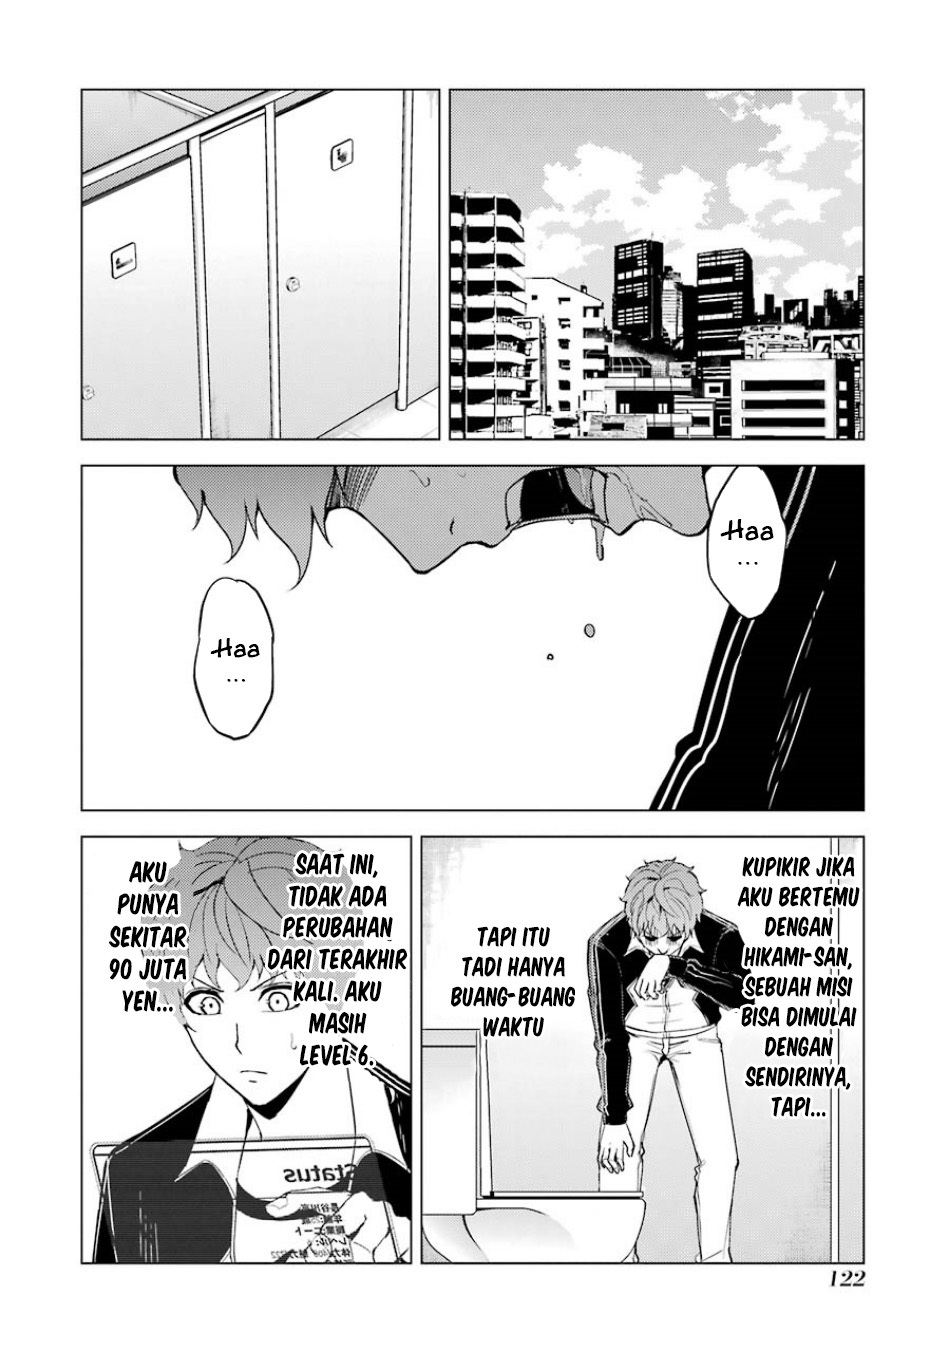 Haa
...
Haa
...
KUPIKIR JIKA
AKU BERTEMU
DENGAN
HIKAMI-SAN,
SEBUAH MISI
BISA DIMULAI
DENGAN
SENDIRINYA,
TAPI...
TAPI ITU
TADI HANYA
BUANG-BUANG
WAKTU
SAAT INI,
TIDAK ADA
PERUBAHAN
DARI TERAKHIR
KALI. AKU
MASIH
LEVEL 6.
AKU
PUNYA
SEKITAR
90 JUTA
YEN...
Status
122